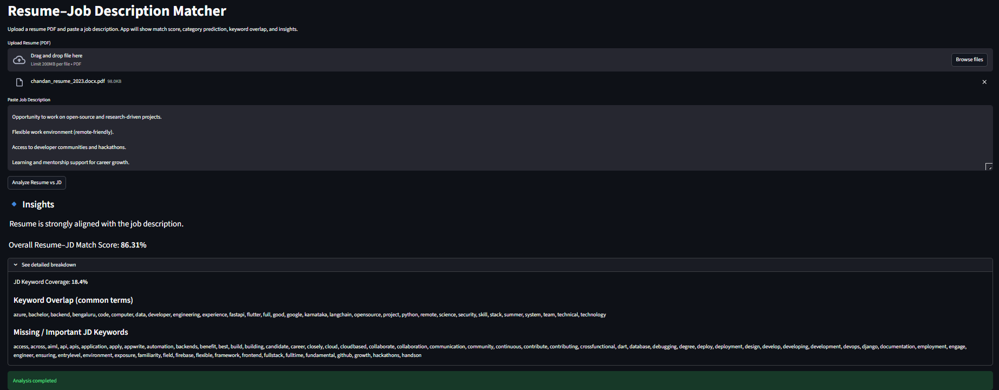 Resume–Job Description Matcher
Upload a resume PDF and paste a job description. App will show match score, category prediction, keyword overlap, and insights.
Upload Resume (PDF)
Drag and drop file here
Limit 200MB per file • PDF
Browse files
chandan_resume_2023.docx.pdf 98.0KB
Paste Job Description
Opportunity to work on open-source and research-driven projects.
Flexible work environment (remote-friendly).
Access to developer communities and hackathons.
Learning and mentorship support for career growth.
Analyze Resume vs JD
Insights
Resume is strongly aligned with the job description.
Overall Resume–JD Match Score: 86.31%
See detailed breakdown
JD Keyword Coverage: 18.4%
Keyword Overlap (common terms)
azure, bachelor, backend, bengaluru, code, computer, data, developer, engineering, experience, fastapi, flutter, full, good, google, karnataka, langchain, opensource, project, python, remote, science, security, skill, stack, summer, system, team, technical, technology
Missing / Important JD Keywords
access, across, aiml, api, apis, application, apply, appwrite, automation, backends, benefit, best, build, building, candidate, career, closely, cloud, cloudbased, collaborate, collaboration, communication, community, continuous, contribute, contributing, crossfunctional, dart, database, debugging, degree, deploy, deployment, design, develop, developing, development, devops, django, documentation, employment, engage,
engineer, ensuring, entrylevel, environment, exposure, familiarity, field, firebase, flexible, framework, frontend, fullstack, fulltime, fundamental, github, growth, hackathons, handson
Analysis completed